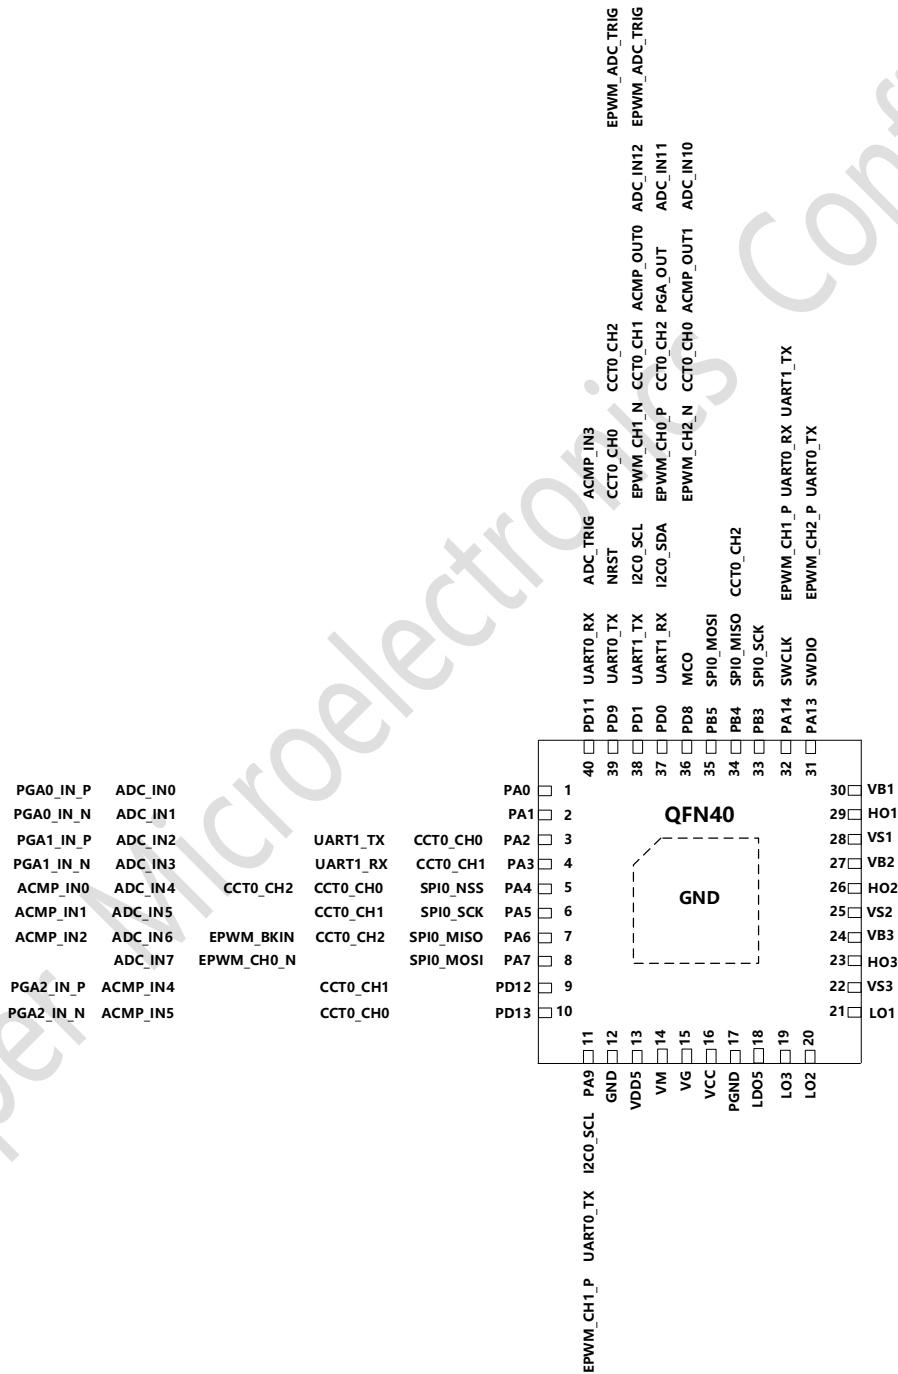 EPWM_ADC_TRIG
EPWM_ADC_TRIG
ADC_IN12
ADC_IN11
ADC_IN10
ACMP_OUT0
PGA_OUT
ACMP_OUT1
CCT0_CH2
CCT0_CH1
CCT0_CH2
CCT0_CH0
UART1_TX
ACMP_IN3
CCT0_CH0
EPWM_CH1_N
EPWM_CH0_P
EPWM_CH2_N
UART0_RX
UART0_TX
ADC_TRIG
NRST
I2C0_SCL
I2C0_SDA
CCT0_CH2
EPWM_CH1_P
EPWM_CH2_P
UART0_RX
UART0_TX
UART1_TX
UART1_RX
MCO
SPI0_MOSI
SPI0_MISO
SPI0_SCK
SWCLK
SWDIO
PD11 PD9 PD1 PD0 PD8 PB5 PB4 PB3 PA14 PA13
40 39 38 37 36 35 34 33 32 31
PGA0_IN_P ADC_IN0 PA0 1
30 VB1
PGA0_IN_N ADC_IN1 PA1 2
29 HO1
QFN40
PGA1_IN_P ADC_IN2 UART1_TX CCT0_CH0 PA2 3
28 VS1
PGA1_IN_N ADC_IN3 UART1_RX CCT0_CH1 PA3 4
27 VB2
ACMP_IN0 ADC_IN4 CCT0_CH2 CCT0_CH0 SPI0_NSS PA4 5
26 HO2
GND
ACMP_IN1 ADC_IN5 CCT0_CH1 SPI0_SCK PA5 6
25 VS2
ACMP_IN2 ADC_IN6 EPWM_BKIN CCT0_CH2 SPI0_MISO PA6 7
24 VB3
ADC_IN7 EPWM_CH0_N SPI0_MOSI PA7 8
23 HO3
PGA2_IN_P ACMP_IN4 CCT0_CH1 PD12 9
22 VS3
PGA2_IN_N ACMP_IN5 CCT0_CH0 PD13 10
21 LO1
11 12 13 14 15 16 17 18 19 20
PA9 GND VDD5 VM VG VCC PGND LDO5 LO3 LO2
I2C0_SCL
UART0_TX
EPWM_CH1_P
Microelectronics